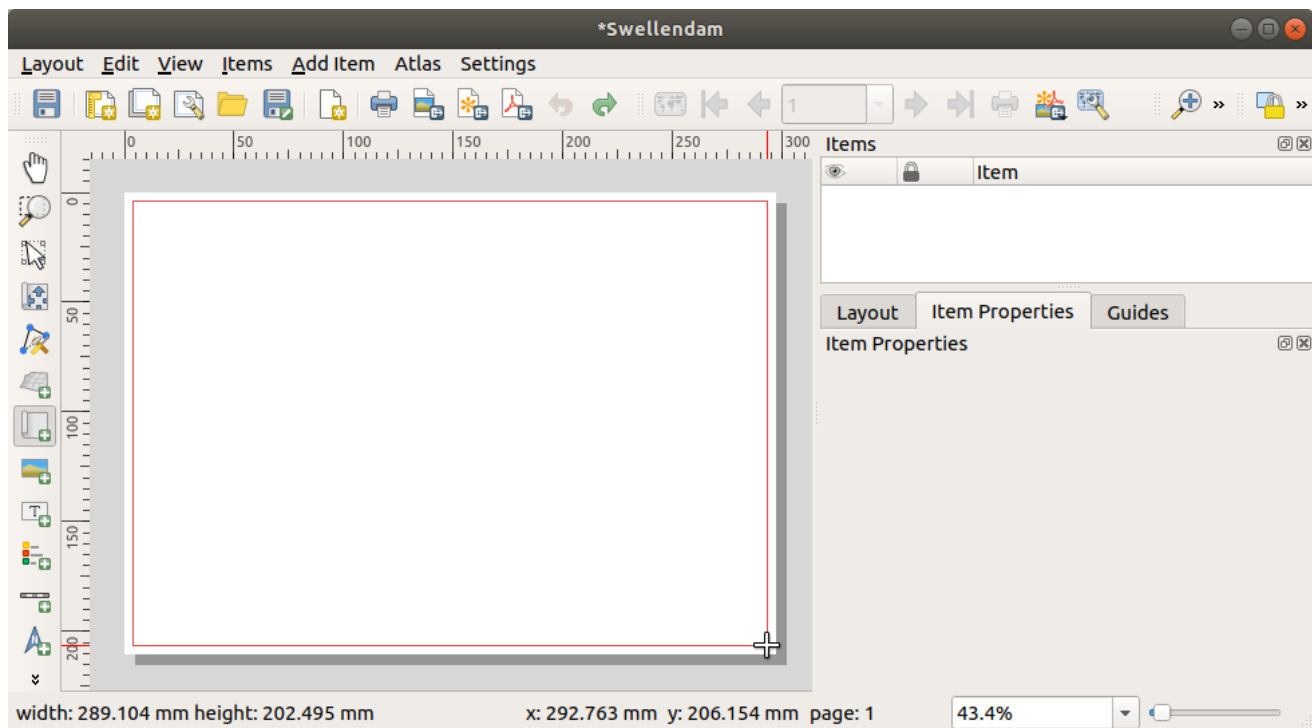 *Swellendam
Layout Edit View Items Add Item Atlas Settings
1
» »
0 50 100 150 200 250 300
Items
Item
0
50
100
150
200
Layout Item Properties Guides
Item Properties
T
N
width: 289.104 mm height: 202.495 mm x: 292.763 mm y: 206.154 mm page: 1 43.4%